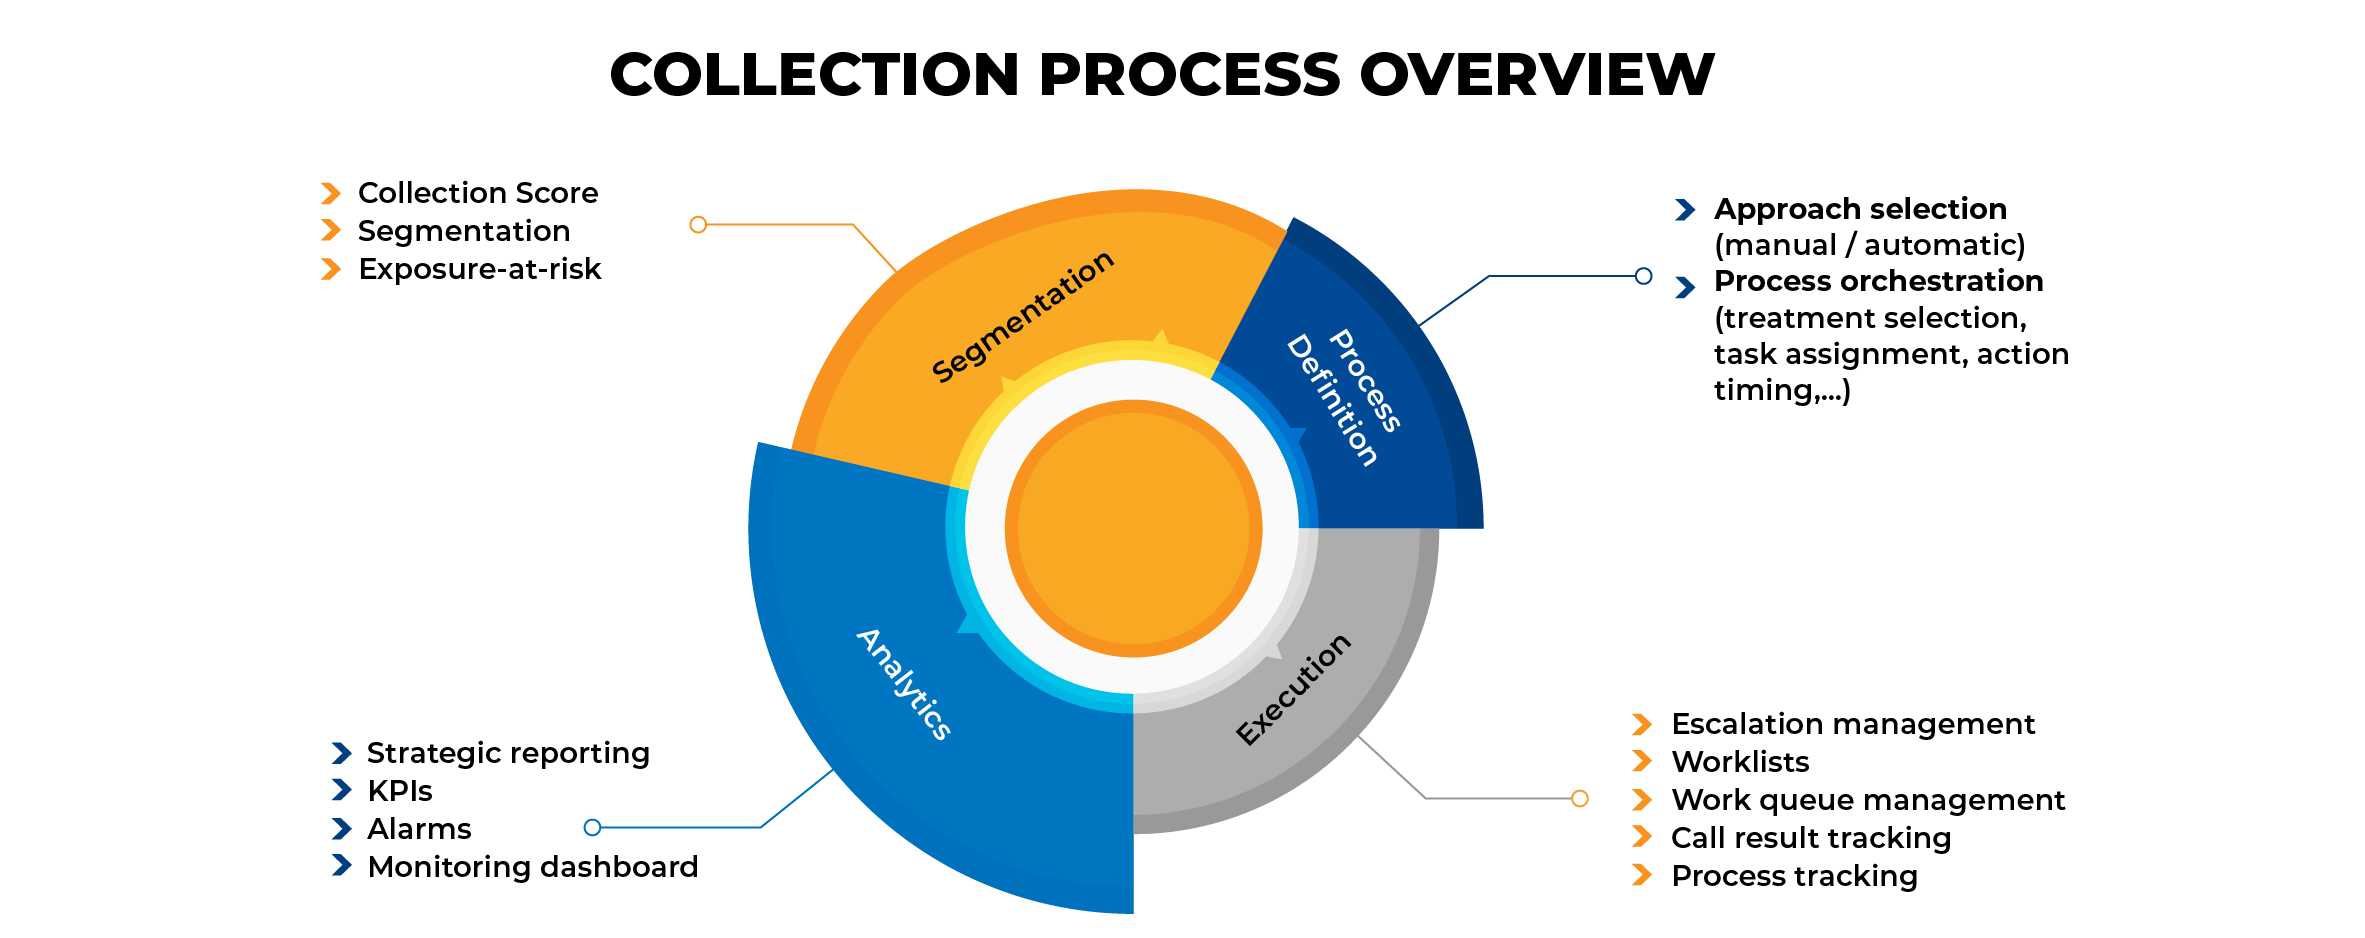 COLLECTION PROCESS OVERVIEW
Collection Score
Segmentation
Exposure-at-risk
Segmentation
Process
Definition
Approach selection
(manual / automatic)
Process orchestration
(treatment selection,
task assignment, action
timing,...)
Analytics
Execution
Strategic reporting
KPIs
Alarms
Monitoring dashboard
Escalation management
Worklists
Work queue management
Call result tracking
Process tracking